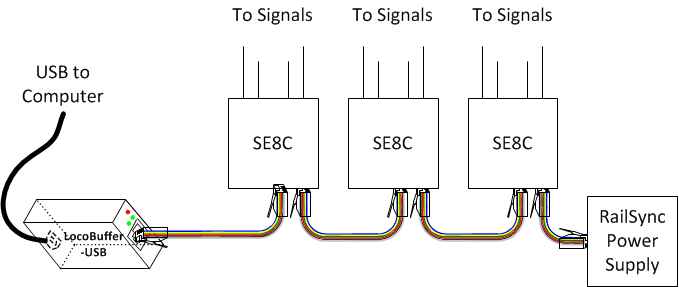 To Signals
To Signals
To Signals
USB to
Computer
SE8C
SE8C
SE8C
LocoBuffer
-USB
RailSync
Power
Supply